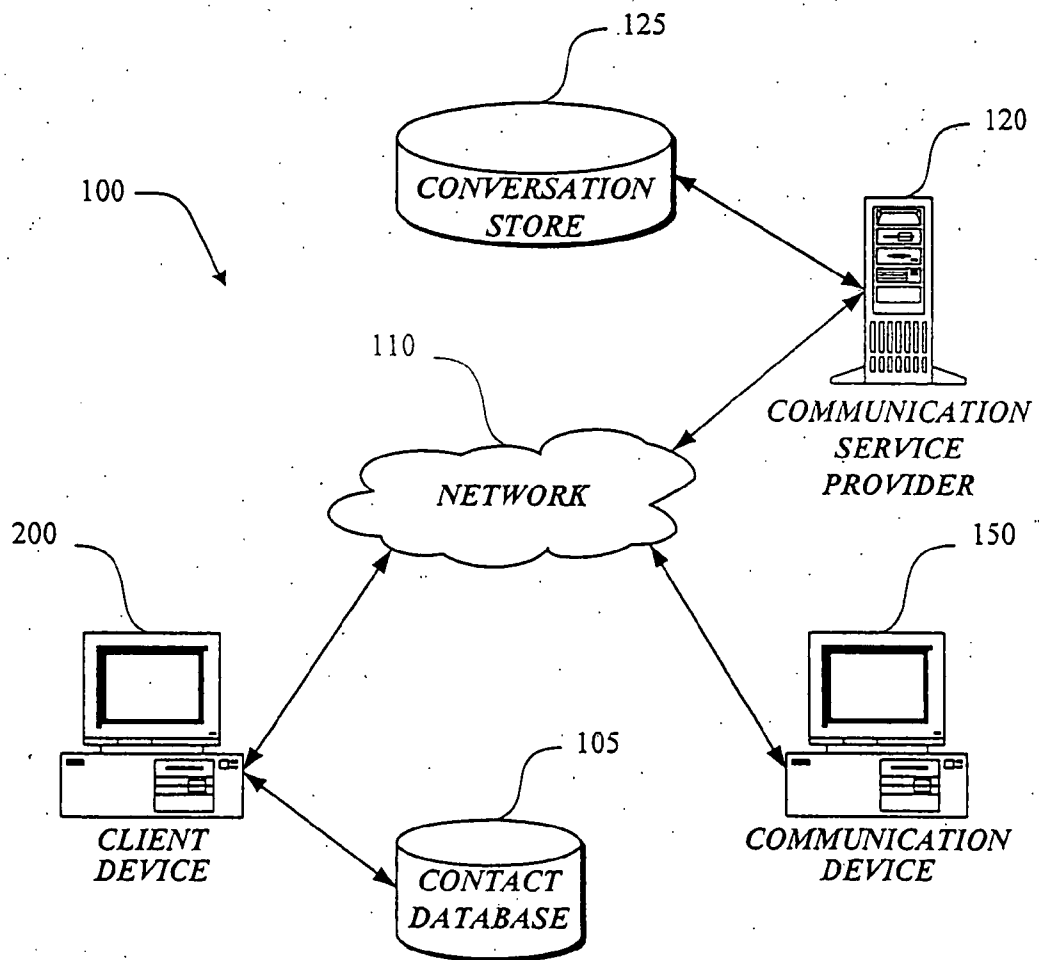 125
120
CONVERSATION
STORE
100
110
COMMUNICATION
SERVICE
PROVIDER
NETWORK
200
150
105
CLIENT
DEVICE
COMMUNICATION
DEVICE
CONTACT
DATABASE